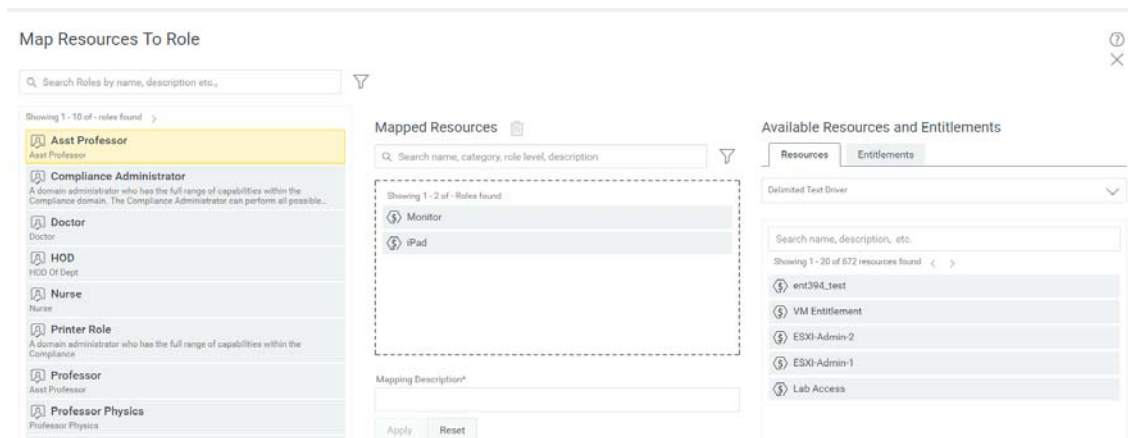 Map Resources To Role
Search Roles by name, description etc.,
Showing 1 - 10 of - roles found
Asst Professor
Asst Professor
Compliance Administrator
A domain administrator who has the full range of capabilities within the
Compliance domain. The Compliance Administrator can perform all possible...
Doctor
Doctor
HOD
HOD Of Dept
Nurse
Nurse
Printer Role
A domain administrator who has the full range of capabilities within the
Compliance
Professor
Asst Professor
Professor Physics
Professor Physics
Mapped Resources
Search name, category, role level, description
Showing 1 - 2 of - Roles found
Monitor
iPad
Mapping Description*
Apply Reset
Available Resources and Entitlements
Resources Entitlements
Delimited Text Driver
Search name, description, etc.
Showing 1 - 20 of 672 resources found
ent394_test
VM Entitlement
ESXI-Admin-2
ESXI-Admin-1
Lab Access